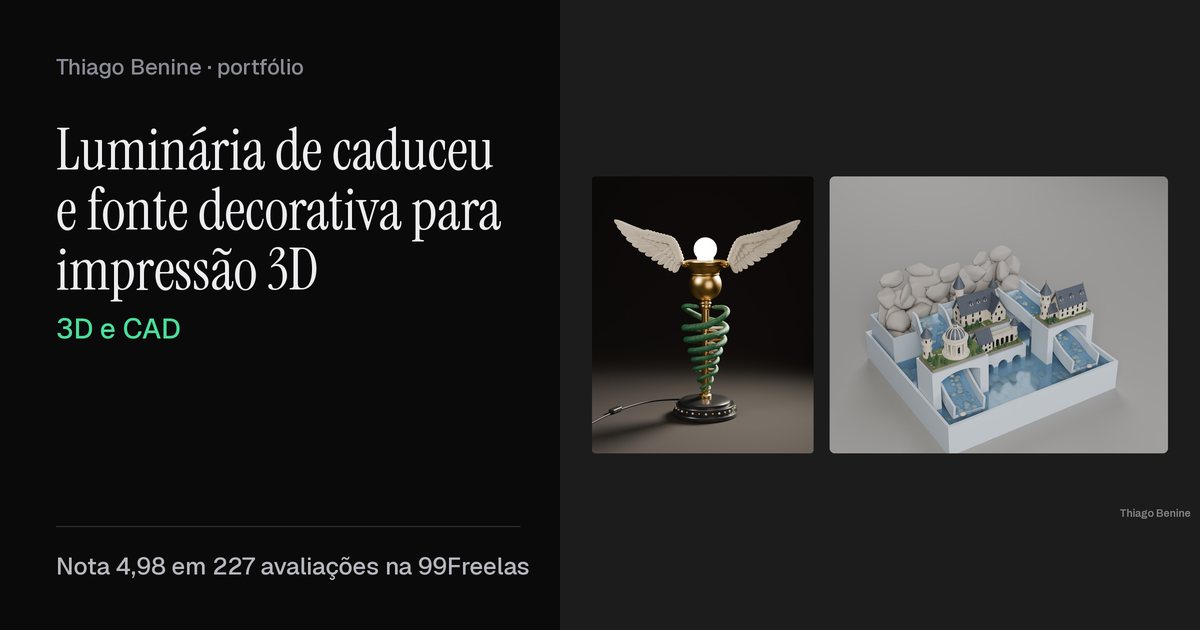 Thiago Benine · portfólio
Luminária de caduceu
e fonte decorativa para
impressão 3D
3D e CAD
Nota 4,98 em 227 avaliações na 99Freelas
Thiago Benine